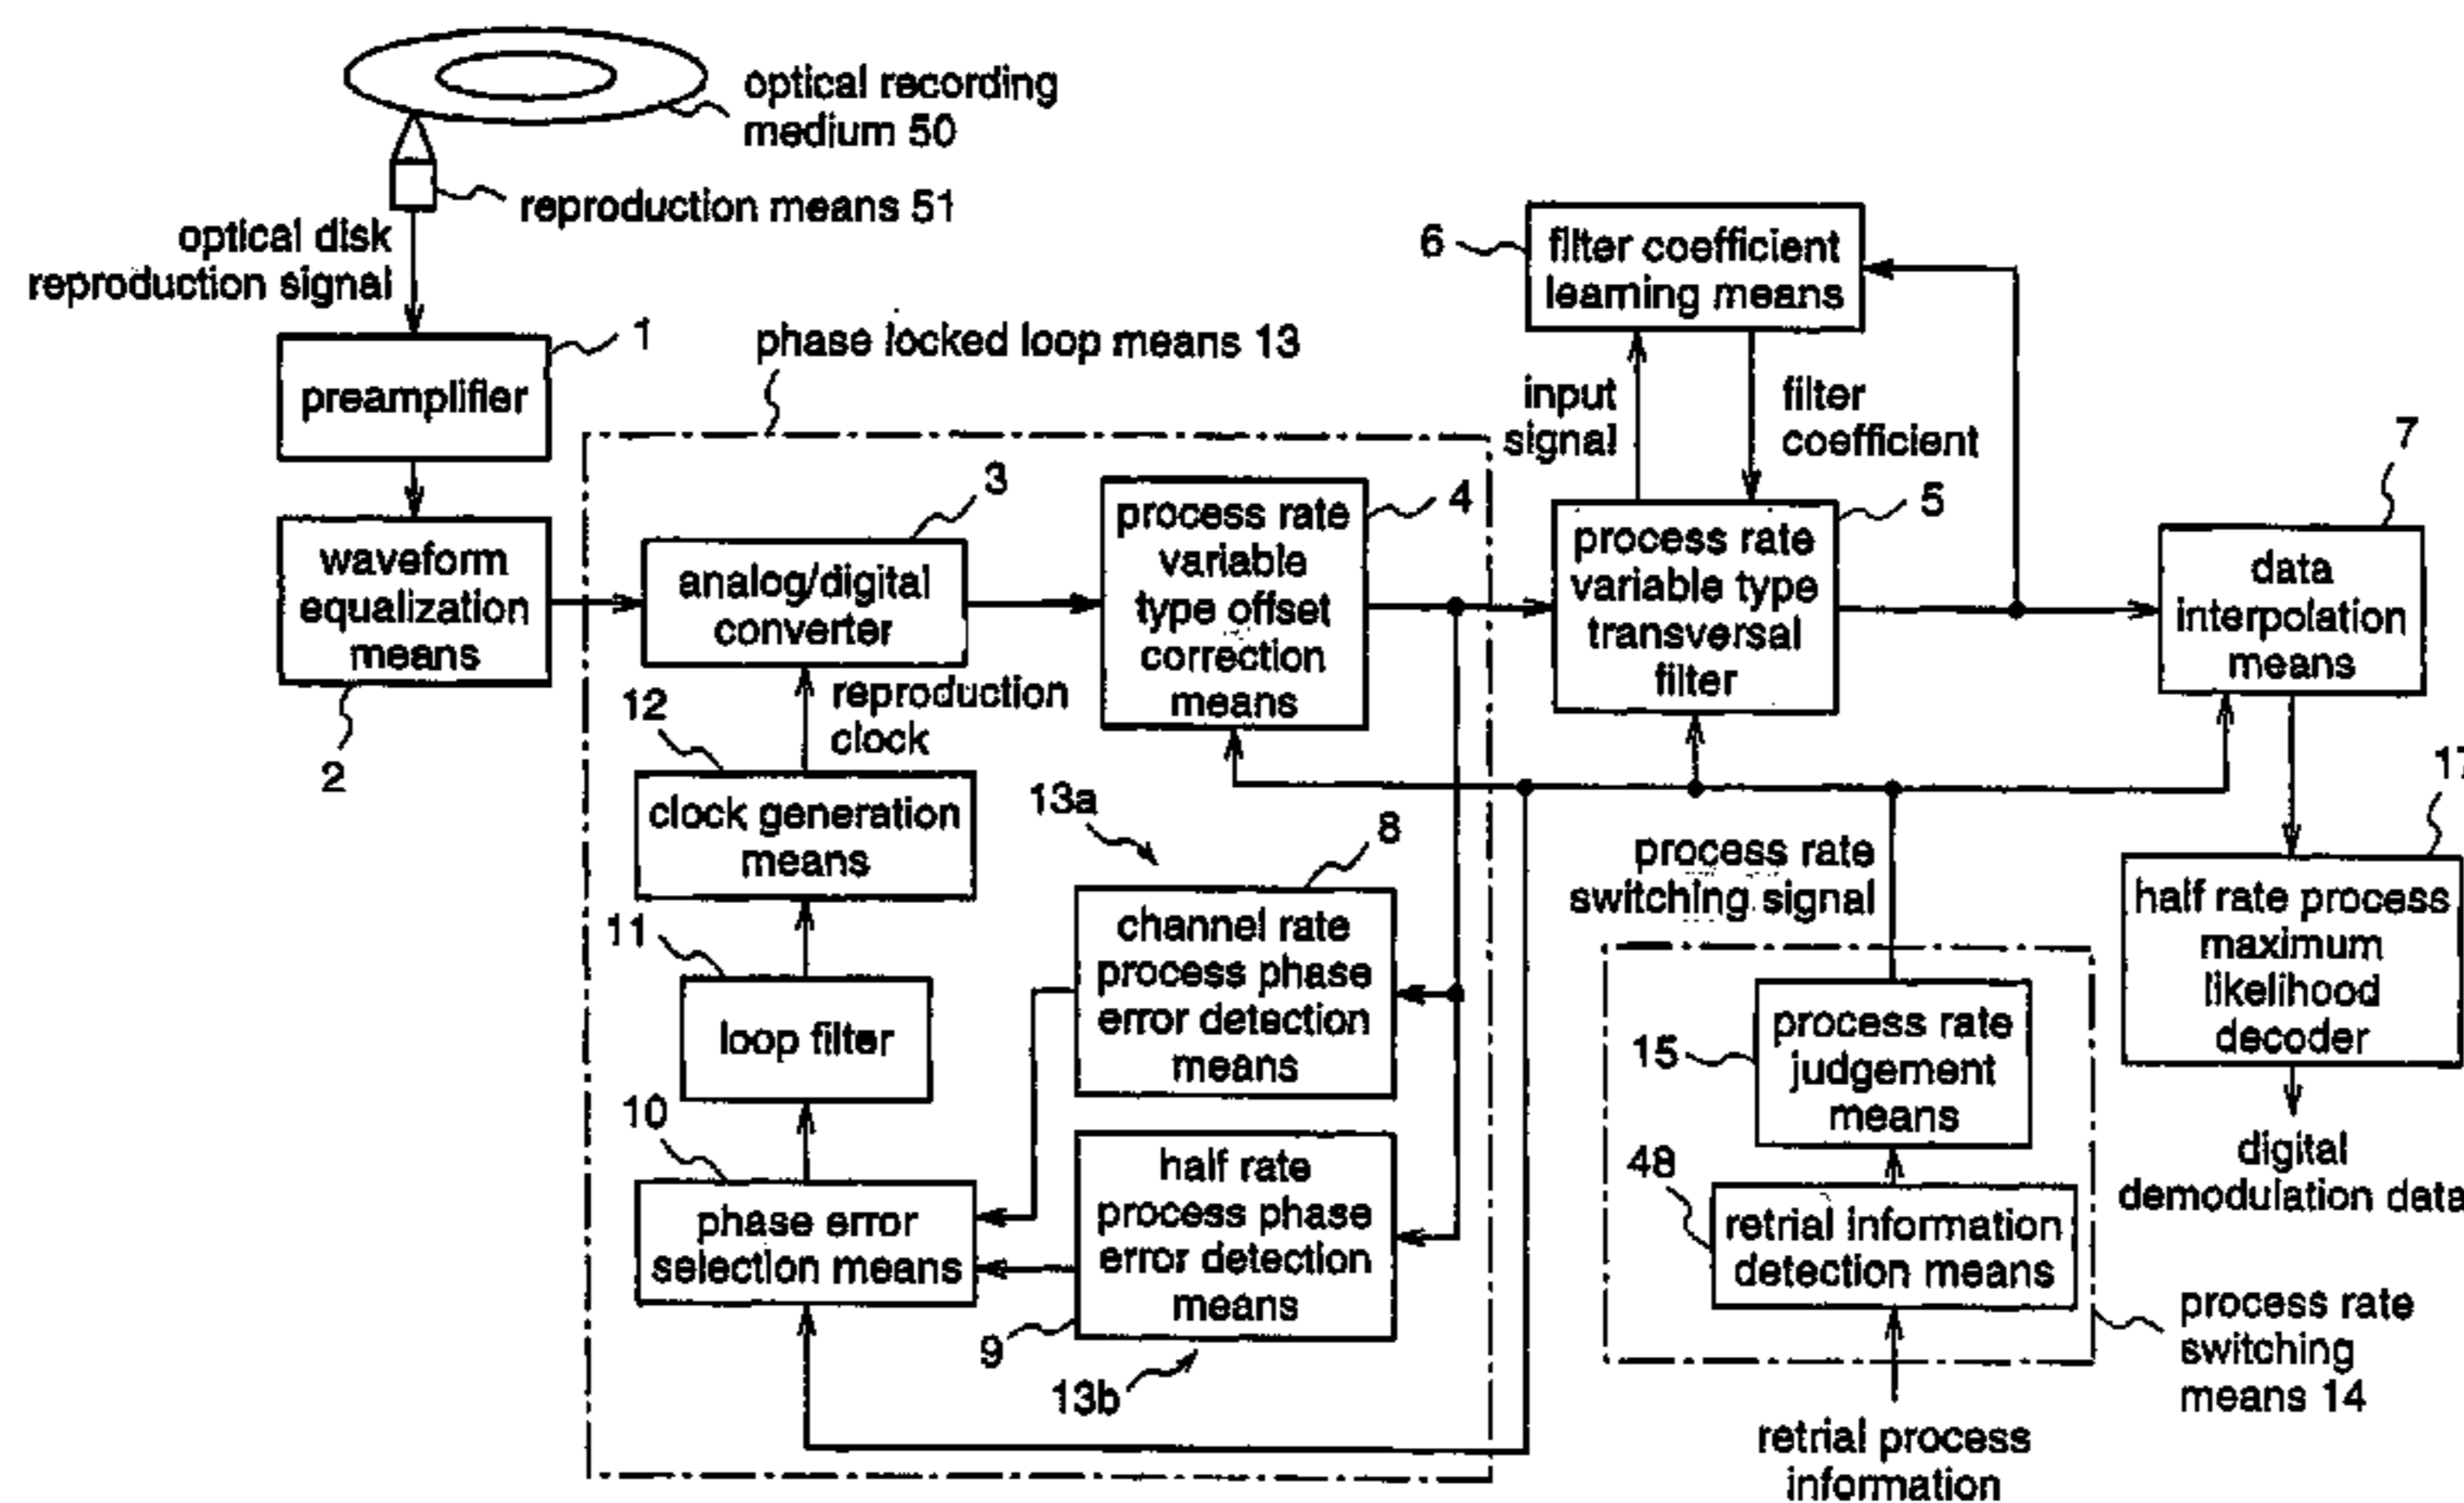 optical recording
medium 50
reproduction means 51
optical disk
reproduction signal
1
preamplifier
waveform
equalization
means
2
phase locked loop means 13
3
analog/digital
converter
4
process rate
variable
type offset
correction
means
reproduction
clock
12
clock generation
means
11
loop filter
10
phase error
selection means
13a
8
channel rate
process phase
error detection
means
half rate
process phase
error detection
means
9
13b
6
filter coefficient
learning means
input
signal
filter
coefficient
5
process rate
variable type
transversal
filter
7
data
interpolation
means
17
half rate process
maximum
likelihood
decoder
digital
demodulation data
process rate
switching signal
15
process rate
judgement
means
48
retrial information
detection means
process rate
switching
means 14
retrial process
information